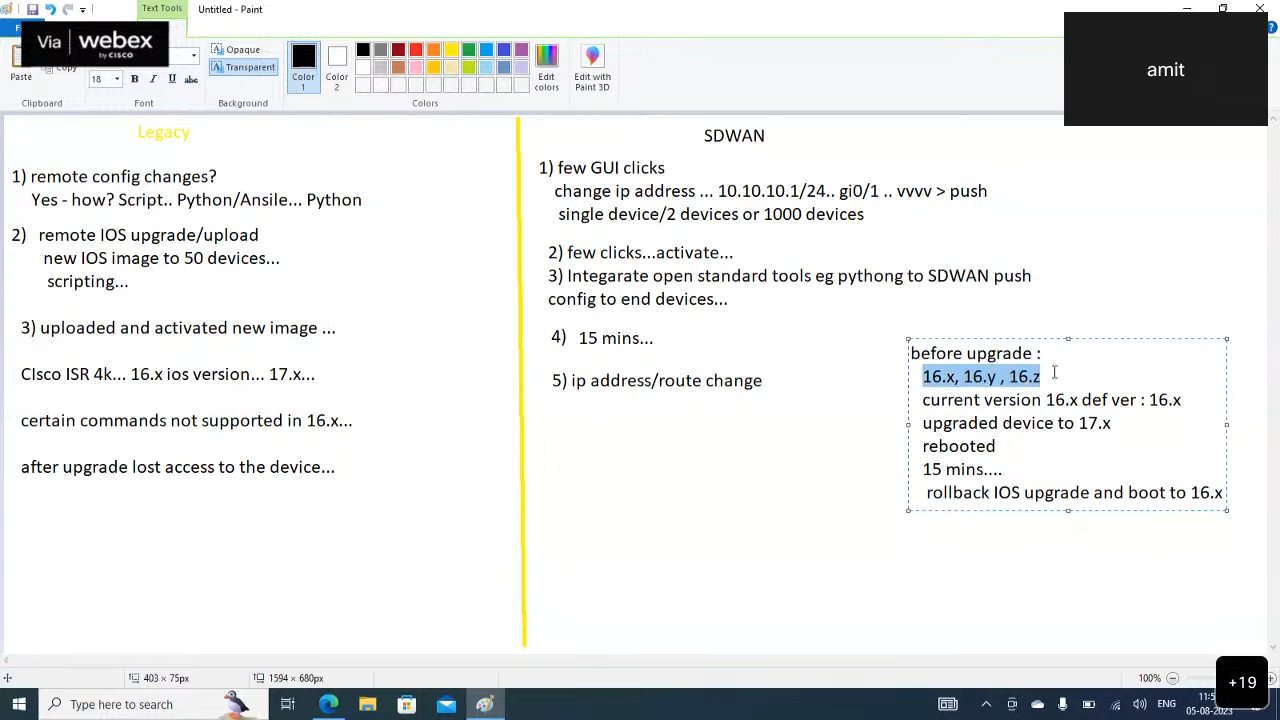 Text Tools
Untitled - Paint
Via webex
by CISCO
F
Paste
Copy
18
B I U abc
Opaque
Transparent
Color 1
Color 2
Edit colors
Edit with Paint 3D
Clipboard
Font
Background
Colors
amit
Legacy
1) remote config changes?
Yes - how? Script.. Python/Ansile... Python
2) remote IOS upgrade/upload
new IOS image to 50 devices...
scripting...
3) uploaded and activated new image ...
CIsco ISR 4k... 16.x ios version... 17.x...
certain commands not supported in 16.x...
after upgrade lost access to the device...
SDWAN
1) few GUI clicks
change ip address ... 10.10.10.1/24.. gi0/1 .. vvvv > push
single device/2 devices or 1000 devices
2) few clicks...activate...
3) Integarate open standard tools eg pythong to SDWAN push
config to end devices...
4) 15 mins...
5) ip address/route change
before upgrade :
16.x, 16.y , 16.z
current version 16.x def ver : 16.x
upgraded device to 17.x
rebooted
15 mins....
rollback IOS upgrade and boot to 16.x
403 × 75px
1594 × 680px
100%
+19
Type here to search
ENG
05-08-2023